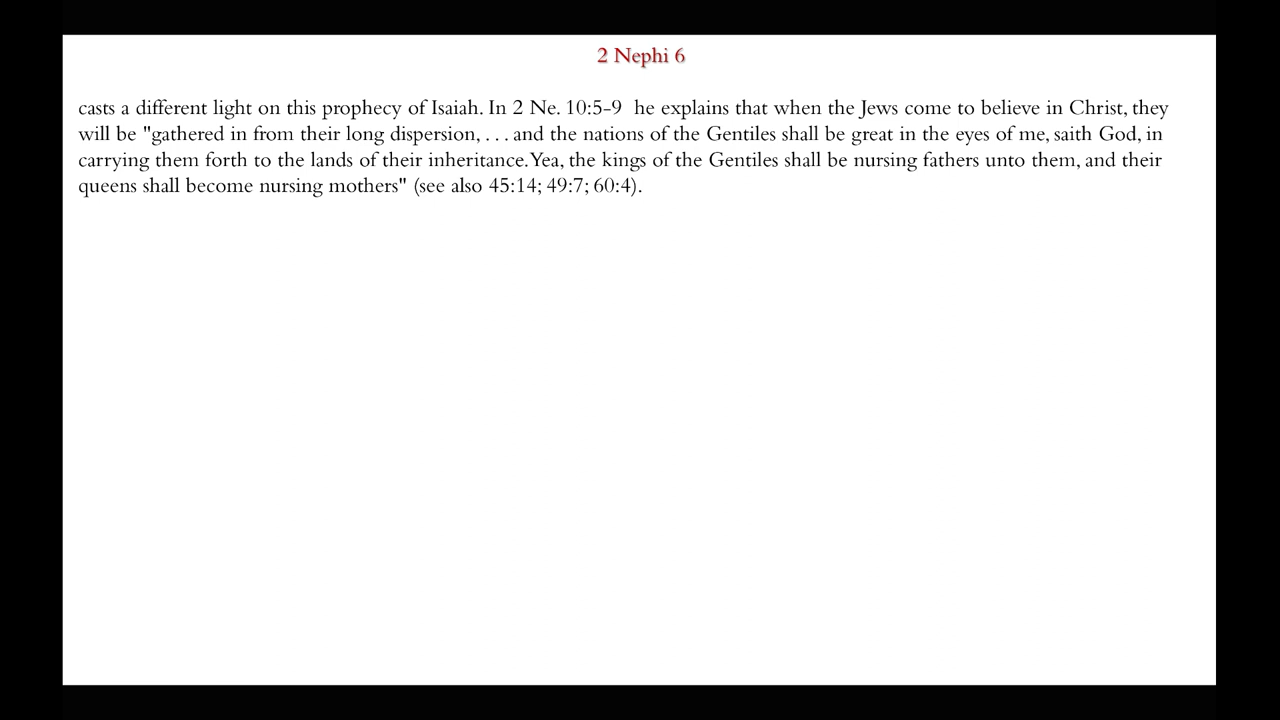 2 Nephi 6
casts a different light on this prophecy of Isaiah. In 2 Ne. 10:5-9  he explains that when the Jews come to believe in Christ, they
will be "gathered in from their long dispersion, . . . and the nations of the Gentiles shall be great in the eyes of me, saith God, in
carrying them forth to the lands of their inheritance. Yea, the kings of the Gentiles shall be nursing fathers unto them, and their
queens shall become nursing mothers" (see also 45:14; 49:7; 60:4).